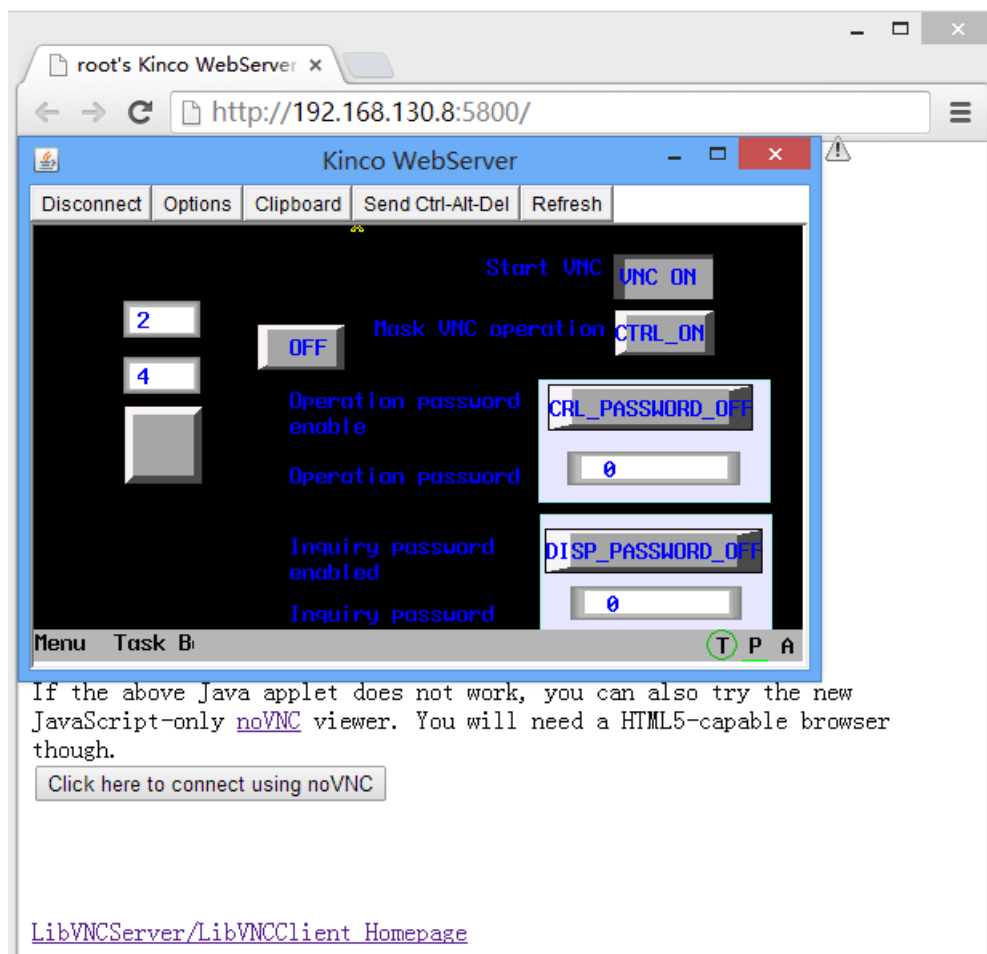 root's Kinco WebServer
http://192.168.130.8:5800/
Kinco WebServer
Disconnect Options Clipboard Send Ctrl-Alt-Del Refresh
Start VNC VNC ON
2
OFF
Mask VNC operation CTRL_ON
4
Operation password
enable
CRL_PASSWORD_OFF
Operation password 0
Inquiry password
enabled
DISP_PASSWORD_OFF
Inquiry password 0
Menu Task B T P A
If the above Java applet does not work, you can also try the new
JavaScript-only noVNC viewer. You will need a HTML5-capable browser
though.
Click here to connect using noVNC
LibVNCServer/LibVNCClient Homepage